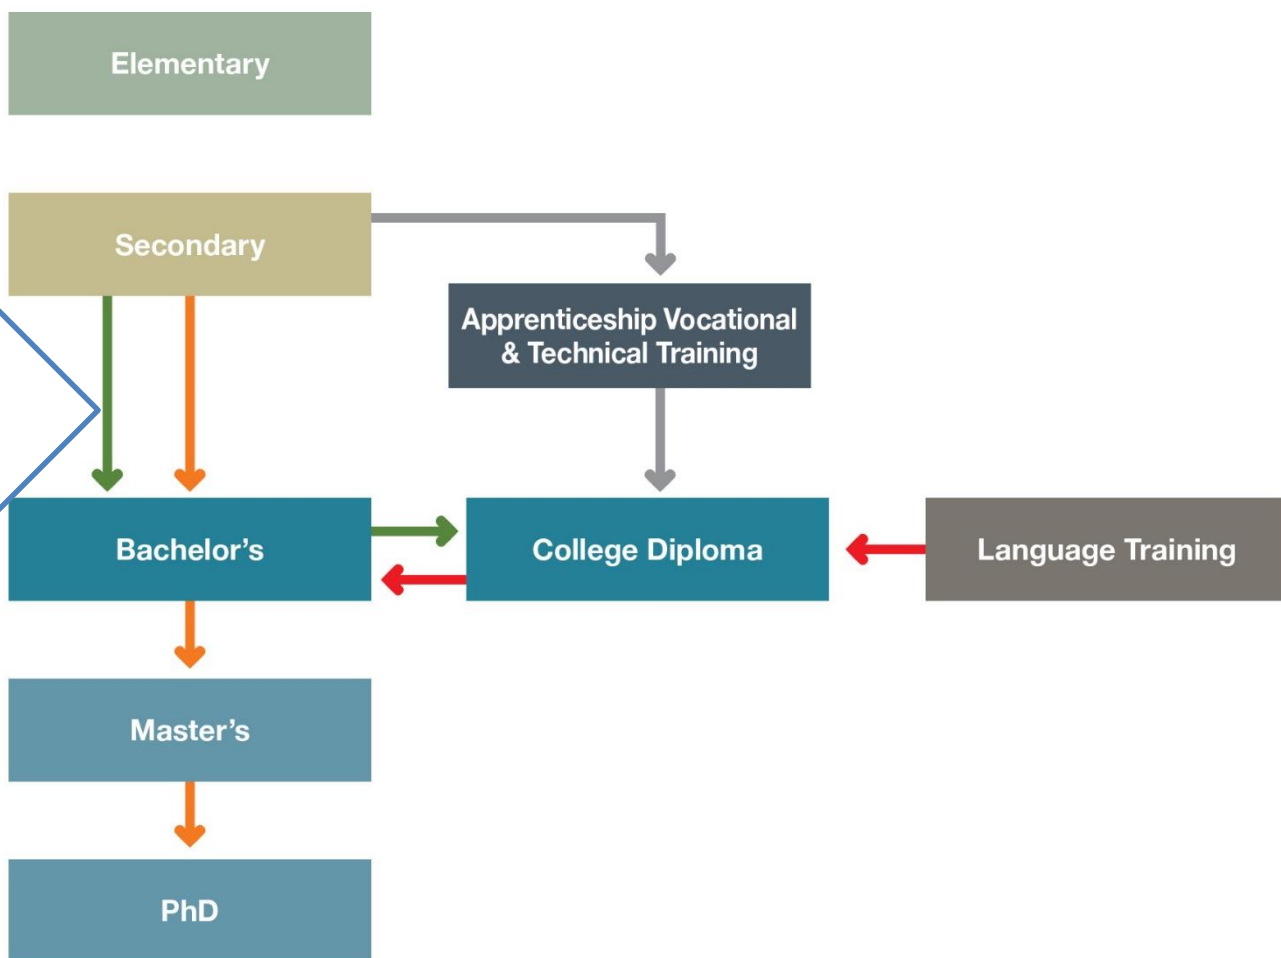 Elementary
Secondary
Apprenticeship Vocational
& Technical Training
Bachelor’s
College Diploma
Language Training
Master’s
PhD